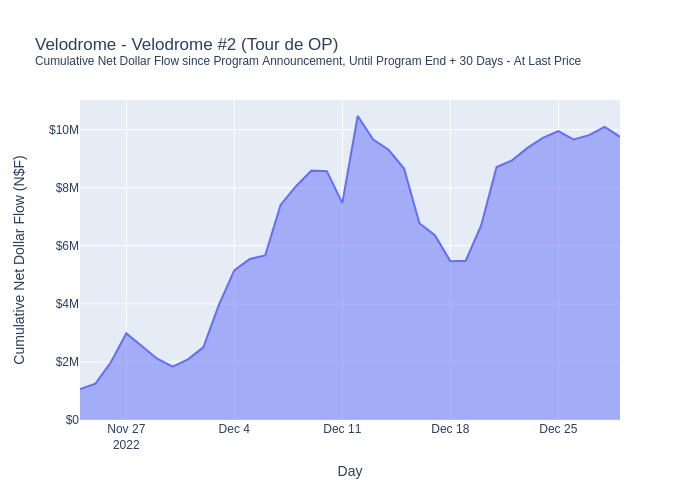 Velodrome - Velodrome #2 (Tour de OP)
Cumulative Net Dollar Flow since Program Announcement, Until Program End + 30 Days - At Last Price
Cumulative Net Dollar Flow (N$F)
$10M
$8M
$6M
$4M
$2M
$0
Nov 27
2022
Dec 4
Dec 11
Dec 18
Dec 25
Day